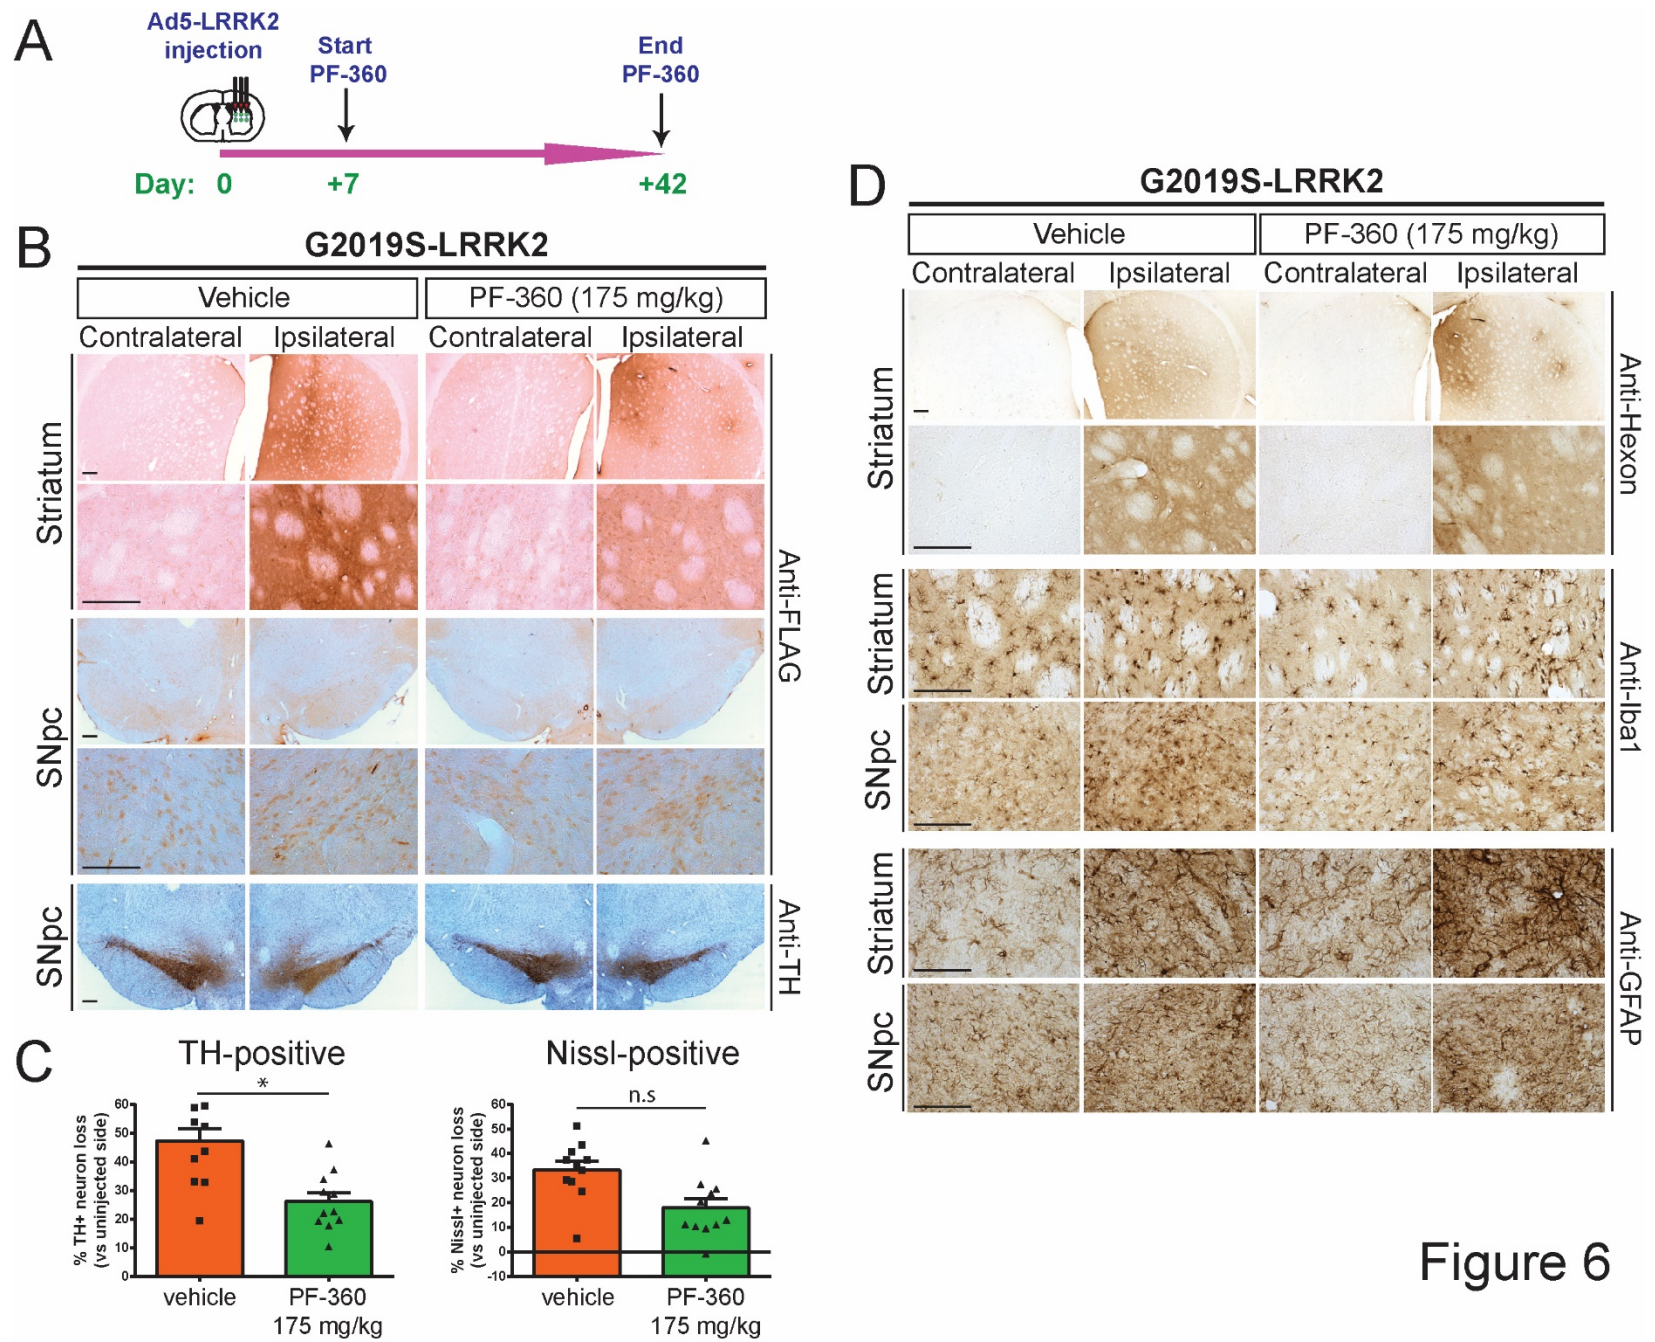 A
Ad5-LRRK2
injection
Start
PF-360
End
PF-360
Day: 0 +7 +42
B
G2019S-LRRK2
Vehicle PF-360 (175 mg/kg)
Contralateral Ipsilateral Contralateral Ipsilateral
Striatum
SNpc
Anti-FLAG
SNpc
Anti-TH
C
TH-positive
*
% TH+ neuron loss
(vs uninjected side)
60
50
40
30
20
10
0
vehicle PF-360
175 mg/kg
Nissl-positive
n.s
% Nissl+ neuron loss
(vs uninjected side)
60
50
40
30
20
10
0
-10
vehicle PF-360
175 mg/kg
D
G2019S-LRRK2
Vehicle PF-360 (175 mg/kg)
Contralateral Ipsilateral Contralateral Ipsilateral
Striatum
Anti-Hexon
Striatum
SNpc
Anti-Iba1
Striatum
SNpc
Anti-GFAP
Figure 6